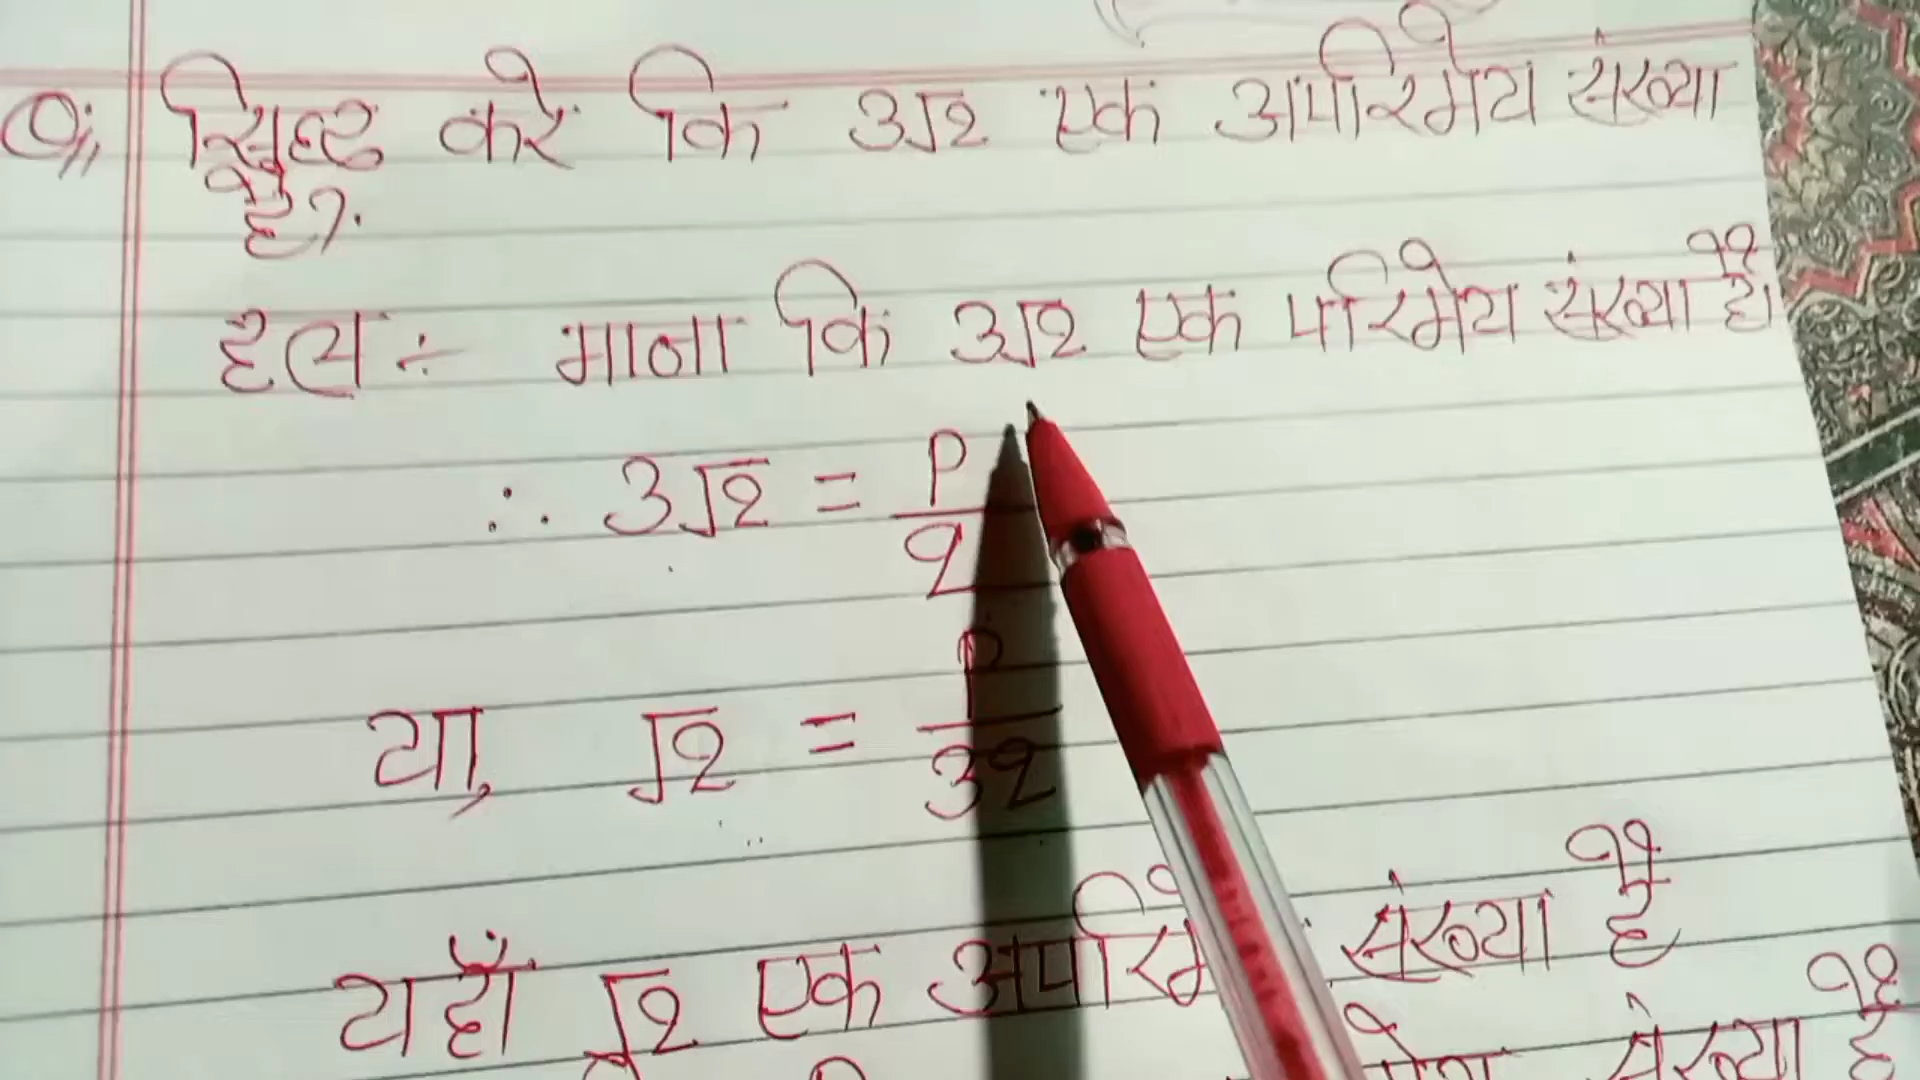 Q,, सिद्ध करें कि 3√2 एक अपरिमेय संख्या
है?
हल ÷ माना कि 3√2 एक परिमेय संख्या है।
∴ 3√2 = P/q
या, √2 = P/3q
यहाँ √2 एक अपरिमेय संख्या है
संख्या है